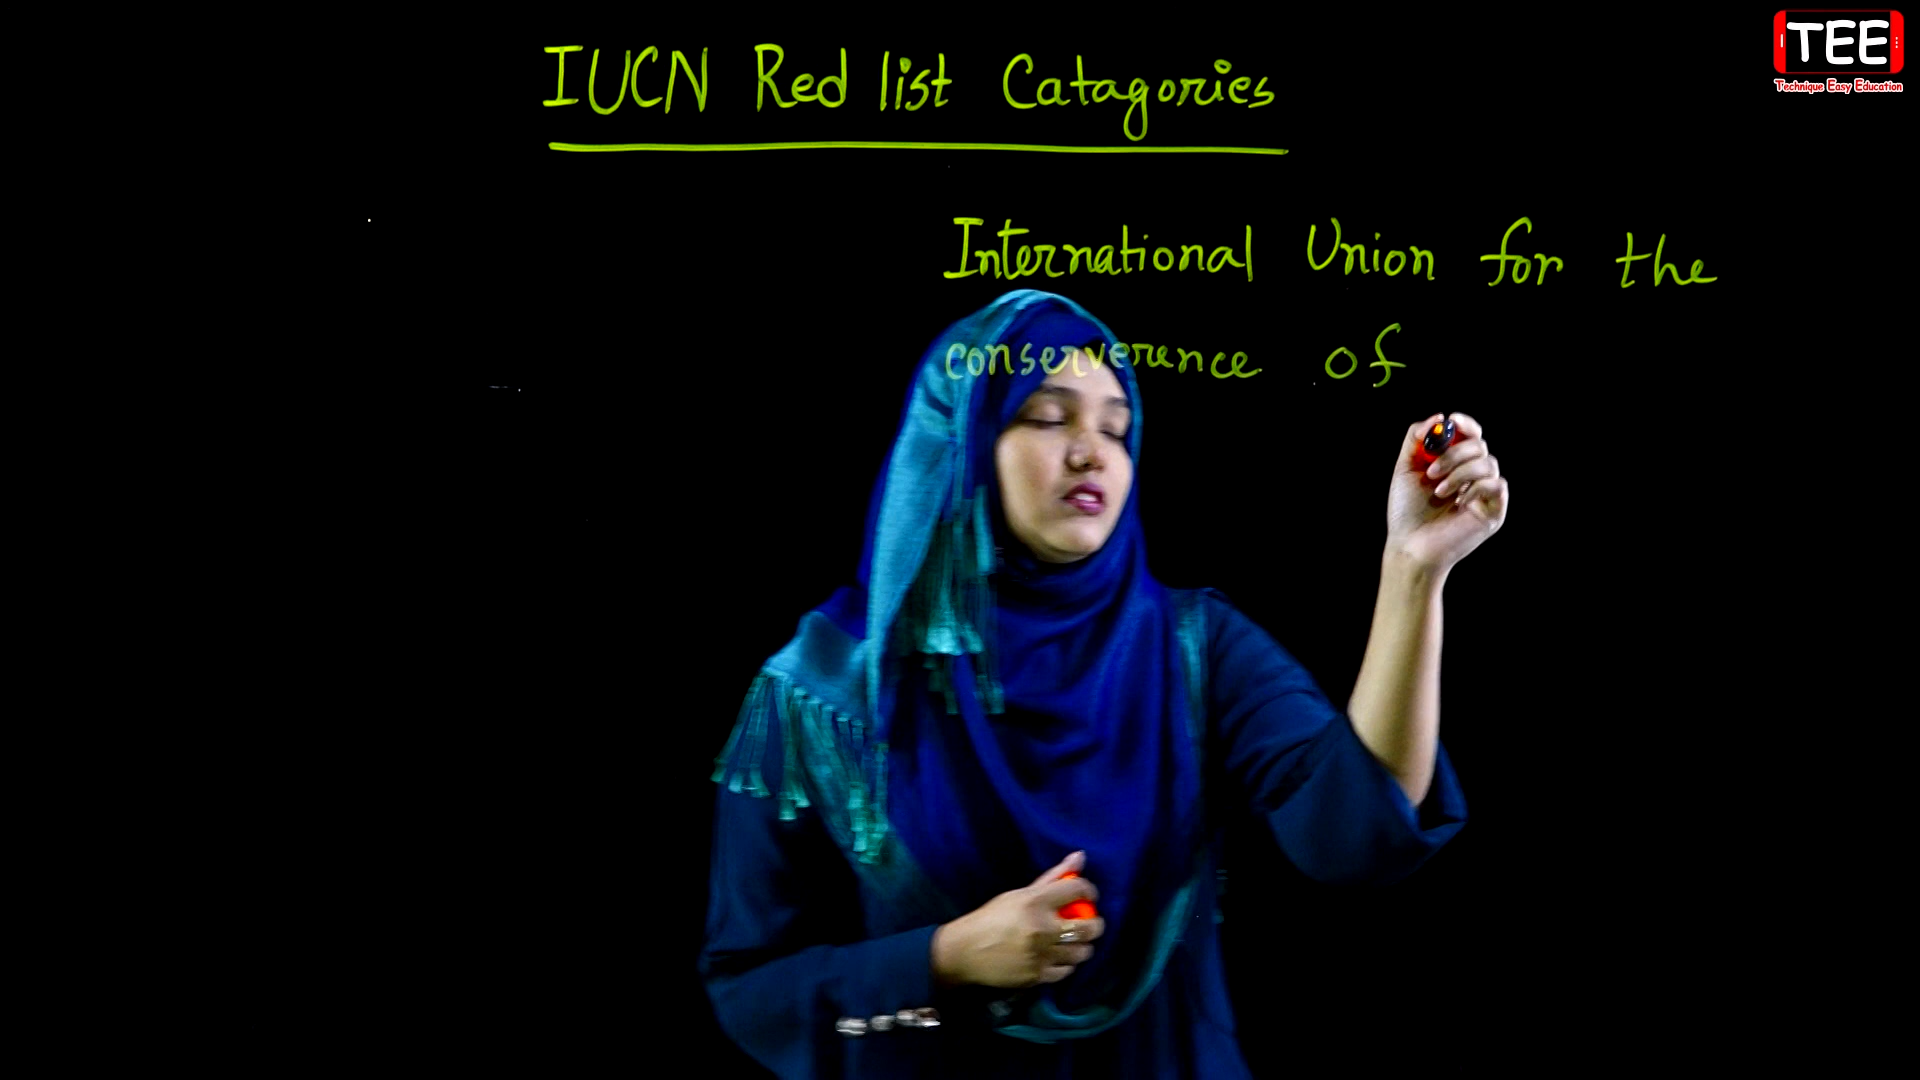 IUCN Red list Catagories
TEE
Technique Easy Education
International Union for the
conserverence of